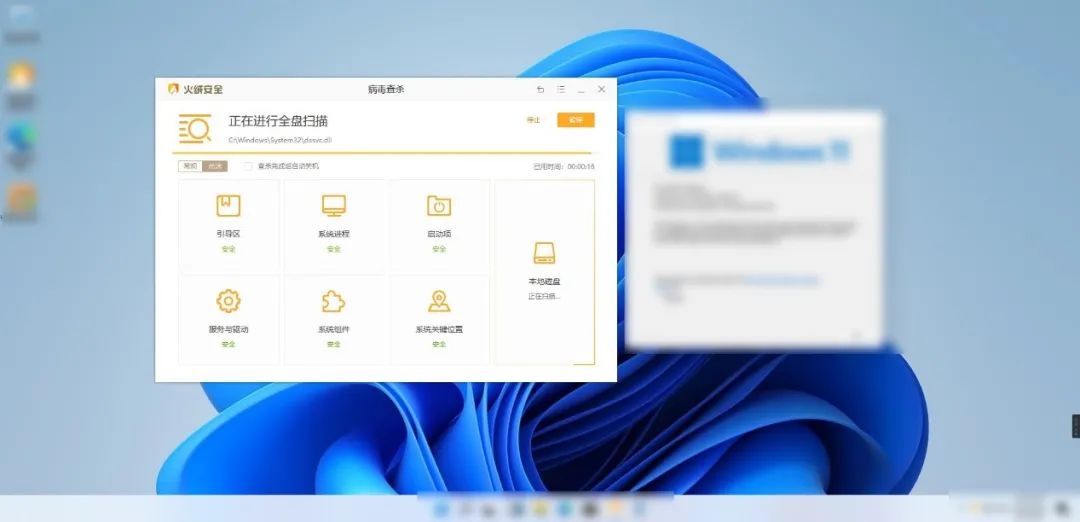 火绒安全
病毒查杀
正在进行全盘扫描
停止
暂停
C:\Windows\System32\dssvc.dll
常规
查杀完成后自动关机
已用时间: 00:00:16
引导区
安全
系统进程
安全
启动项
安全
本地磁盘
正在扫描...
服务与驱动
安全
系统组件
安全
系统关键位置
安全
Windows 11